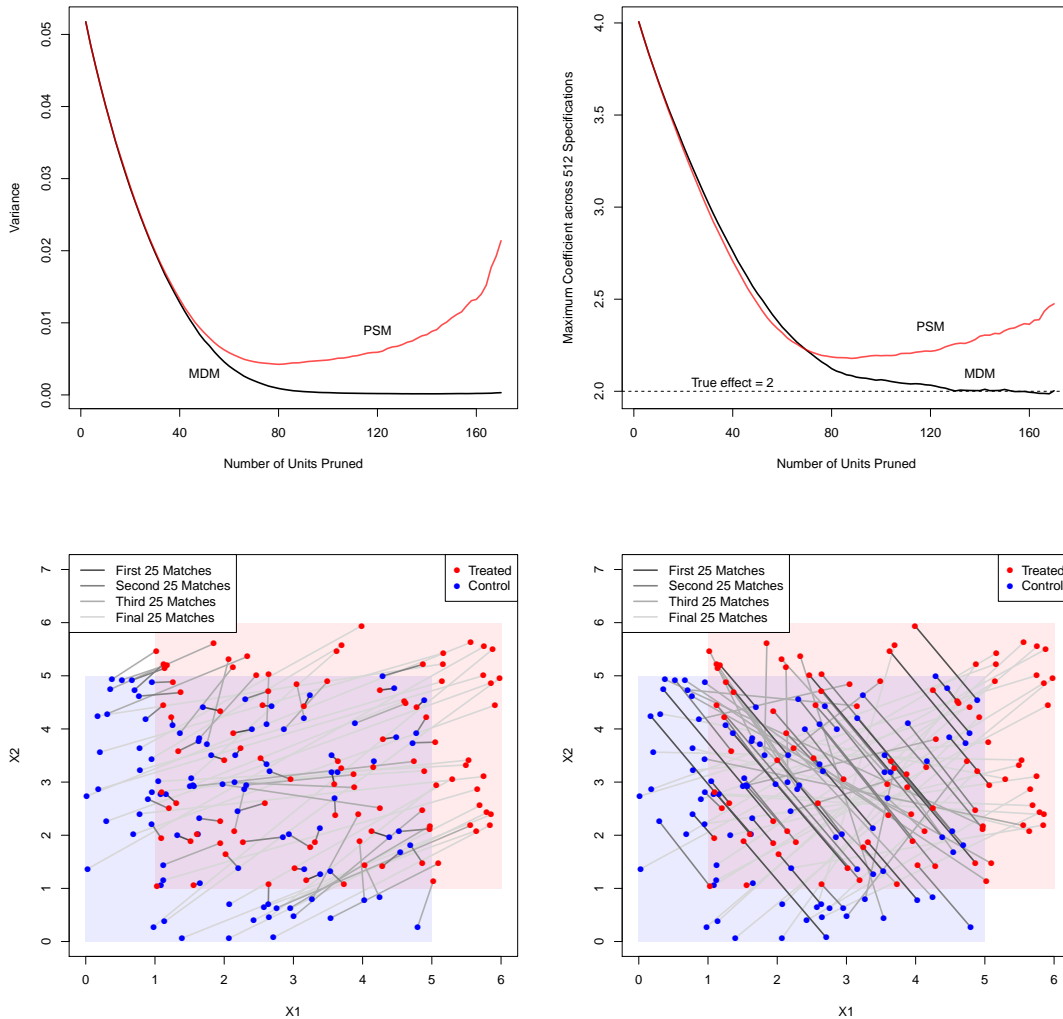 Variance
0.00
0.01
0.02
0.03
0.04
0.05
PSM
MDM
0 40 80 120 160
Number of Units Pruned
Maximum Coefficient across 512 Specifications
2.0
2.5
3.0
3.5
4.0
PSM
MDM
True effect = 2
0 40 80 120 160
Number of Units Pruned
First 25 Matches
Second 25 Matches
Third 25 Matches
Final 25 Matches
Treated
Control
X2
0
1
2
3
4
5
6
7
0 1 2 3 4 5 6
X1
First 25 Matches
Second 25 Matches
Third 25 Matches
Final 25 Matches
Treated
Control
X2
0
1
2
3
4
5
6
7
0 1 2 3 4 5 6
X1